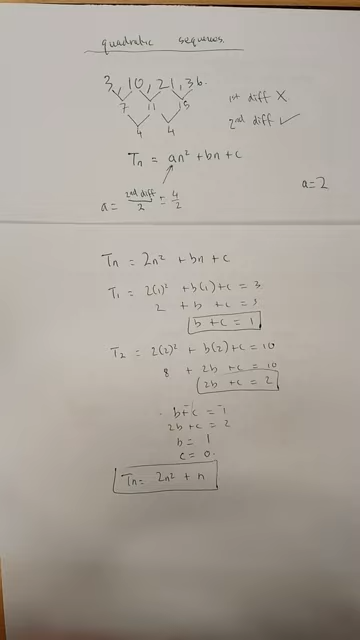 quadratic sequences.
3, 10, 21, 36.
7 11 15
4 4
1st diff X
2nd diff ✓
Tn = an² + bn + c
a = 2
a = 2nd diff/2 = 4/2
Tn = 2n² + bn + c
T₁ = 2(1)² + b(1) + c = 3
2 + b + c = 3
b + c = 1
T₂ = 2(2)² + b(2) + c = 10
8 + 2b + c = 10
2b + c = 2
b + c = 1
2b + c = 2
b = 1
c = 0.
Tn = 2n² + n